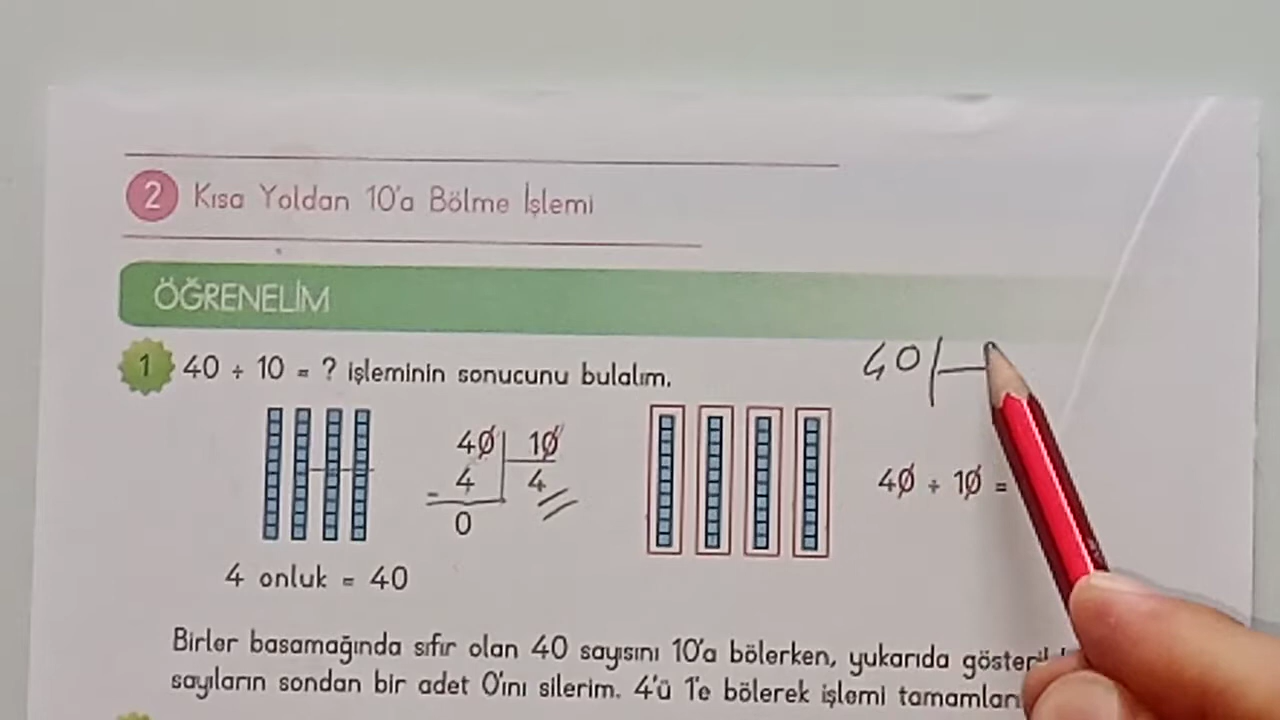 2 Kısa Yoldan 10'a Bölme İşlemi
ÖĞRENELİM
1 40 ÷ 10 = ? işleminin sonucunu bulalım.
40
40 10
- 4 4
0
40 ÷ 10 =
4 onluk = 40
Birler basamağında sıfır olan 40 sayısını 10'a bölerken, yukarıda
sayıların sondan bir adet 0'ını silerim. 4'ü 1'e bölerek işlemi